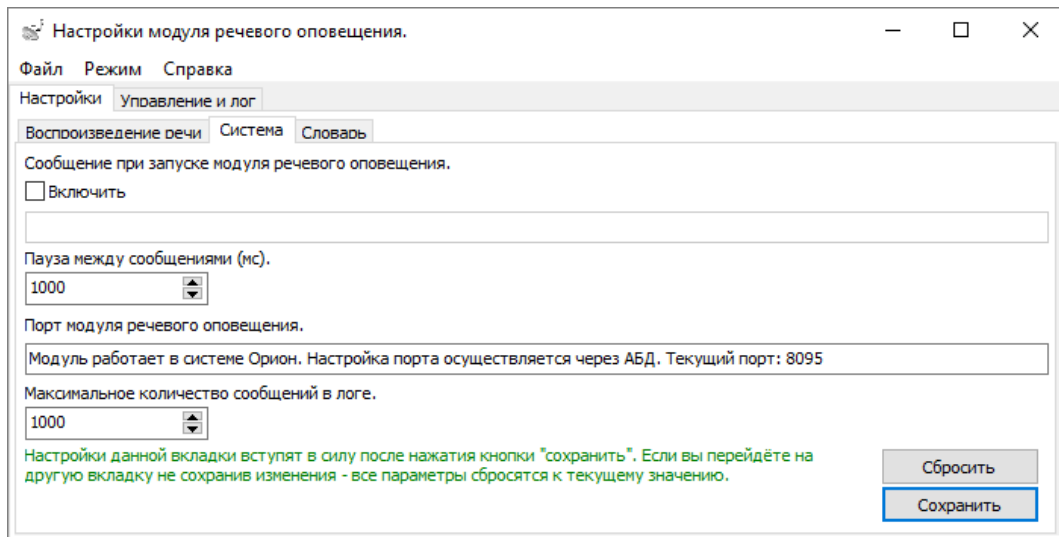 Настройки модуля речевого оповещения.
Файл Режим Справка
Настройки Управление и лог
Воспроизведение речи Система Словарь
Сообщение при запуске модуля речевого оповещения.
Включить
Пауза между сообщениями (мс).
1000
Порт модуля речевого оповещения.
Модуль работает в системе Орион. Настройка порта осуществляется через АБД. Текущий порт: 8095
Максимальное количество сообщений в логе.
1000
Настройки данной вкладки вступят в силу после нажатия кнопки "сохранить". Если вы перейдёте на
другую вкладку не сохранив изменения - все параметры сбросятся к текущему значению.
Сбросить
Сохранить